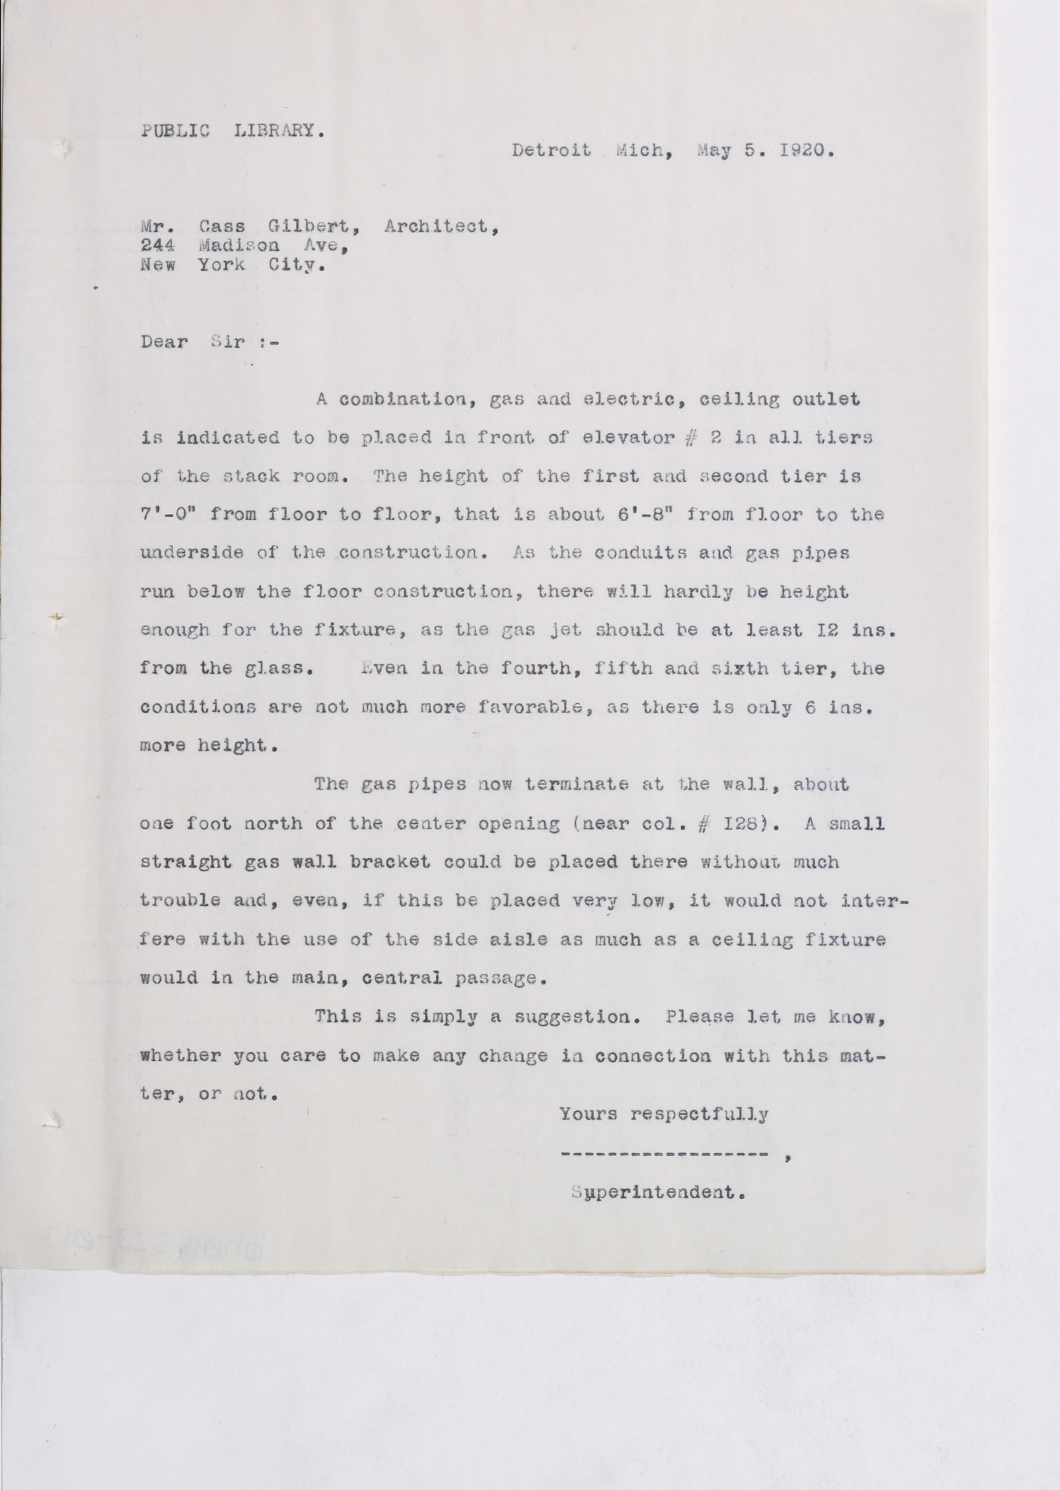 PUBLIC LIBRARY.
Detroit Mich, May 5. I920.
Mr. Cass Gilbert, Architect,
244 Madison Ave,
New York City.
Dear Sir :-
A combination, gas and electric, ceiling outlet
is indicated to be placed in front of elevator # 2 in all tiers
of the stack room. The height of the first and second tier is
7'-0" from floor to floor, that is about 6'-8" from floor to the
underside of the construction. As the conduits and gas pipes
run below the floor construction, there will hardly be height
enough for the fixture, as the gas jet should be at least I2 ins.
from the glass. Even in the fourth, fifth and sixth tier, the
conditions are not much more favorable, as there is only 6 ins.
more height.
The gas pipes now terminate at the wall, about
one foot north of the center opening (near col. # I28). A small
straight gas wall bracket could be placed there without much
trouble and, even, if this be placed very low, it would not inter-
fere with the use of the side aisle as much as a ceiling fixture
would in the main, central passage.
This is simply a suggestion. Please let me know,
whether you care to make any change in connection with this mat-
ter, or not.
Yours respectfully
------------------ ,
Superintendent.